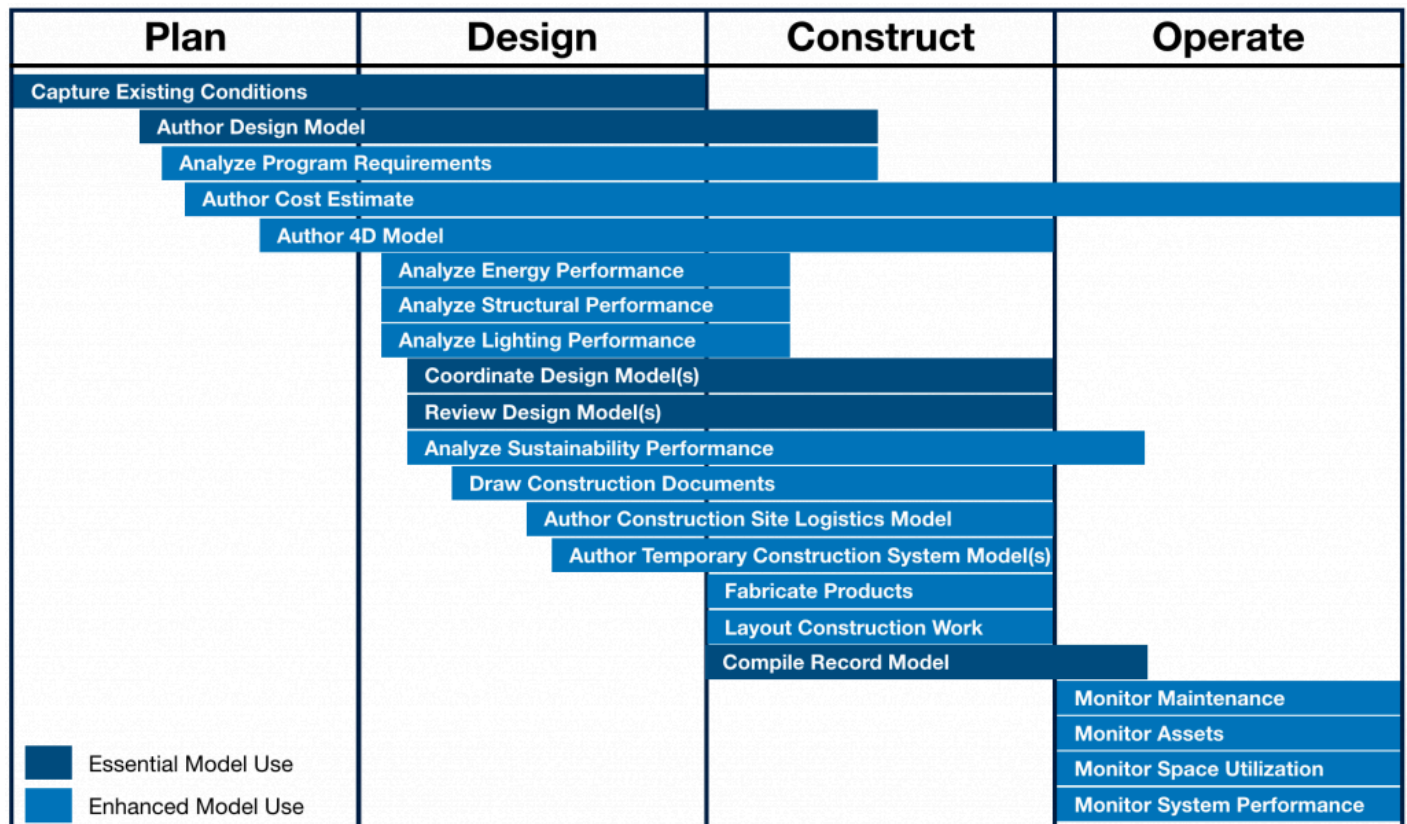 Plan Design Construct Operate
Capture Existing Conditions
Author Design Model
Analyze Program Requirements
Author Cost Estimate
Author 4D Model
Analyze Energy Performance
Analyze Structural Performance
Analyze Lighting Performance
Coordinate Design Model(s)
Review Design Model(s)
Analyze Sustainability Performance
Draw Construction Documents
Author Construction Site Logistics Model
Author Temporary Construction System Model(s)
Fabricate Products
Layout Construction Work
Compile Record Model
Monitor Maintenance
Monitor Assets
Monitor Space Utilization
Monitor System Performance
Essential Model Use
Enhanced Model Use